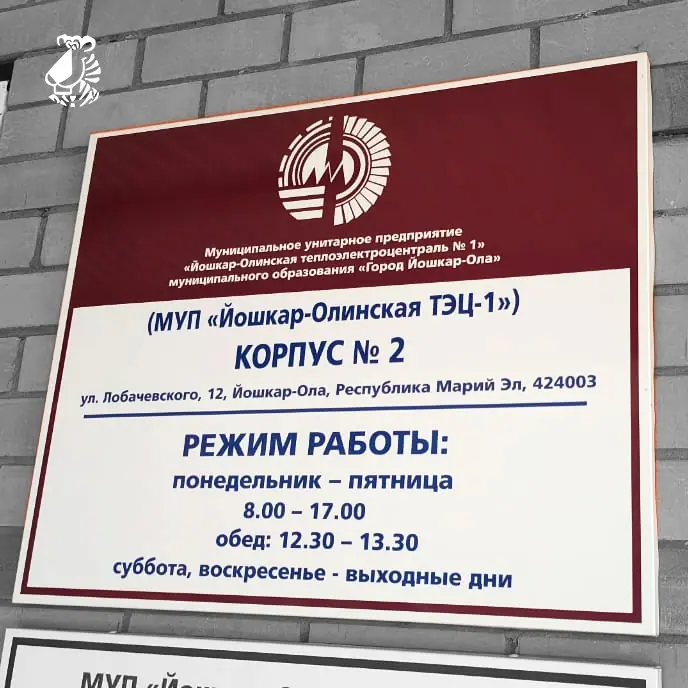 Муниципальное унитарное предприятие
«Йошкар-Олинская теплоэлектроцентраль № 1»
муниципального образования «Город Йошкар-Ола»
(МУП «Йошкар-Олинская ТЭЦ-1»)
КОРПУС № 2
ул. Лобачевского, 12, Йошкар-Ола, Республика Марий Эл, 424003
РЕЖИМ РАБОТЫ:
понедельник – пятница
8.00 – 17.00
обед: 12.30 – 13.30
суббота, воскресенье - выходные дни
МУП